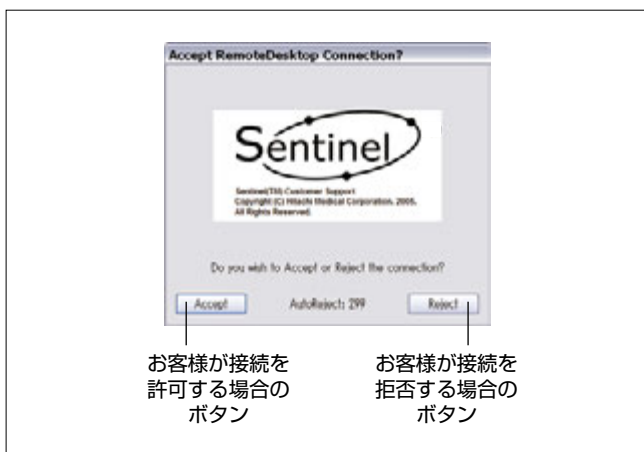 Accept RemoteDesktop Connection?
Sentinel
Sentinel(TM) Customer Support
Copyright (C) Hitachi Medical Corporation, 2005.
All Rights Reserved.
Do you wish to Accept or Reject the connection?
Accept
AutoReject: 299
Reject
お客様が接続を
許可する場合の
ボタン
お客様が接続を
拒否する場合の
ボタン